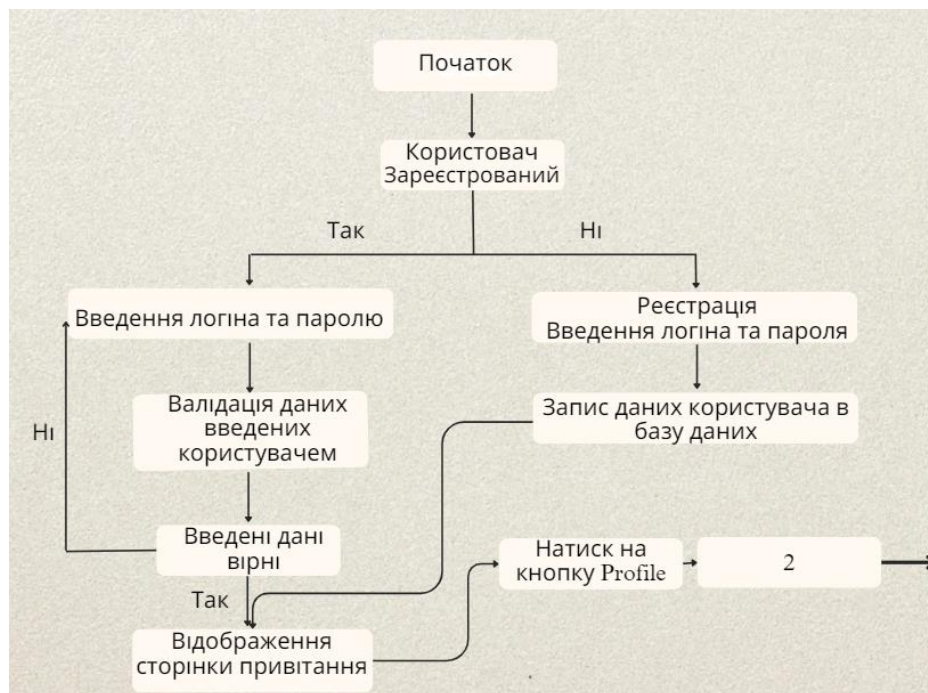 Початок
Користовач
Зареєстрований
Так
Ні
Введення логіна та паролю
Реєстрація
Введення логіна та пароля
Валідація даних
введених
користувачем
Запис даних користувача в
базу даних
Ні
Введені дані
вірні
Натиск на
кнопку Profile
2
Так
Відображення
сторінки привітання